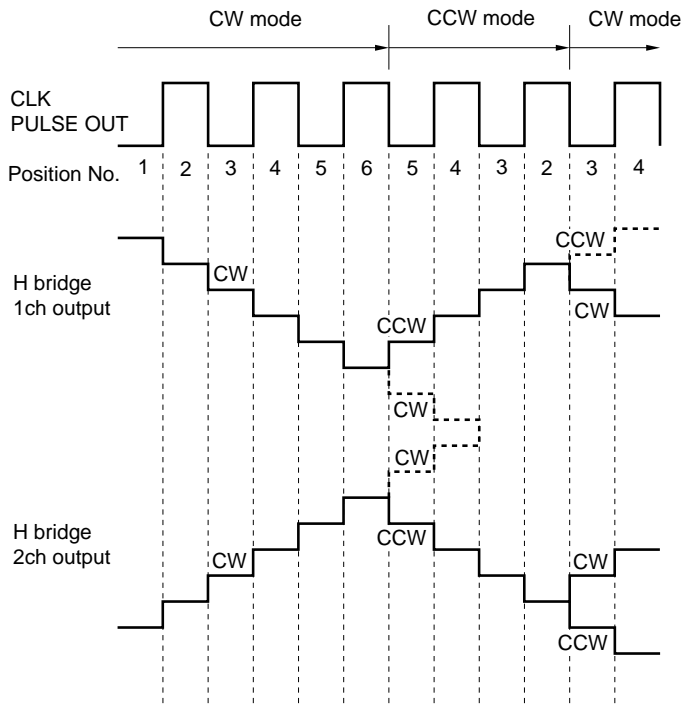 CW mode CCW mode CW mode
CLK
PULSE OUT
Position No. 1 2 3 4 5 6 5 4 3 2 3 4
CCW
CW
H bridge
1ch output
CW
CCW
CW
CW
H bridge
2ch output
CW
CCW
CW
CCW